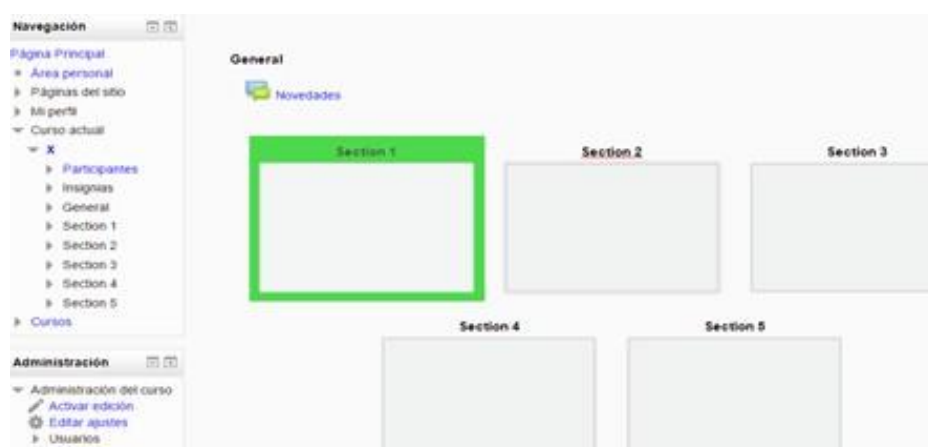 Navegación
Página Principal
Área personal
Páginas del sitio
Mi perfil
Curso actual
X
Participantes
Insignias
General
Section 1
Section 2
Section 3
Section 4
Section 5
Cursos
Administración
Administración del curso
Activar edición
Editar ajustes
Usuarios
General
Novedades
Section 1 Section 2 Section 3
Section 4 Section 5